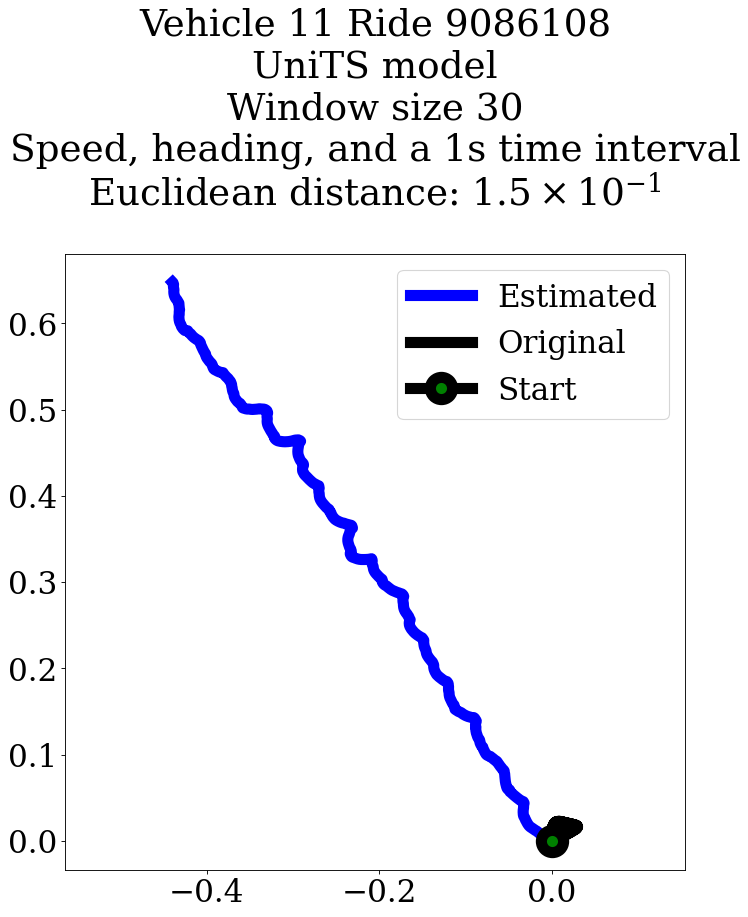 Vehicle 11 Ride 9086108
UniTS model
Window size 30
Speed, heading, and a 1s time interval
Euclidean distance: 1.5 × 10⁻¹
Estimated
Original
Start
0.6
0.5
0.4
0.3
0.2
0.1
0.0
−0.4
−0.2
0.0